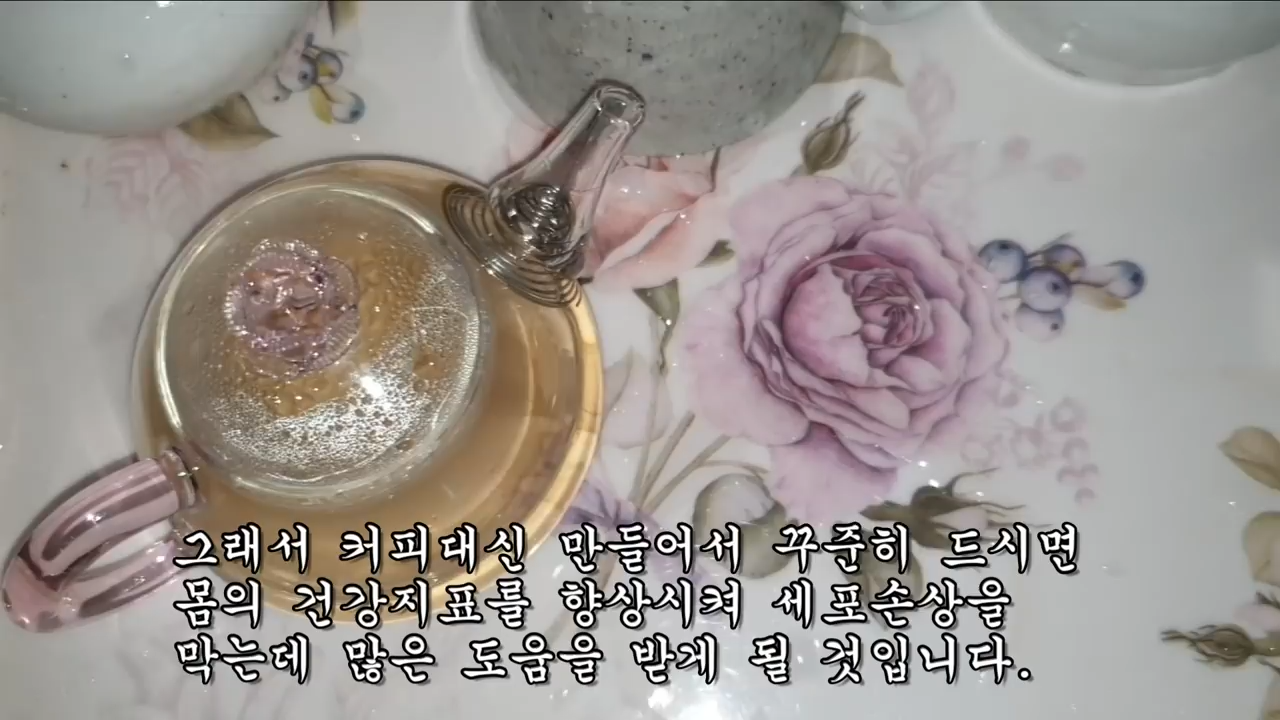 그래서 커피대신 만들어서 꾸준히 드시면
몸의 건강지표를 향상시켜 세포손상을
막는데 많은 도움을 받게 될 것입니다.